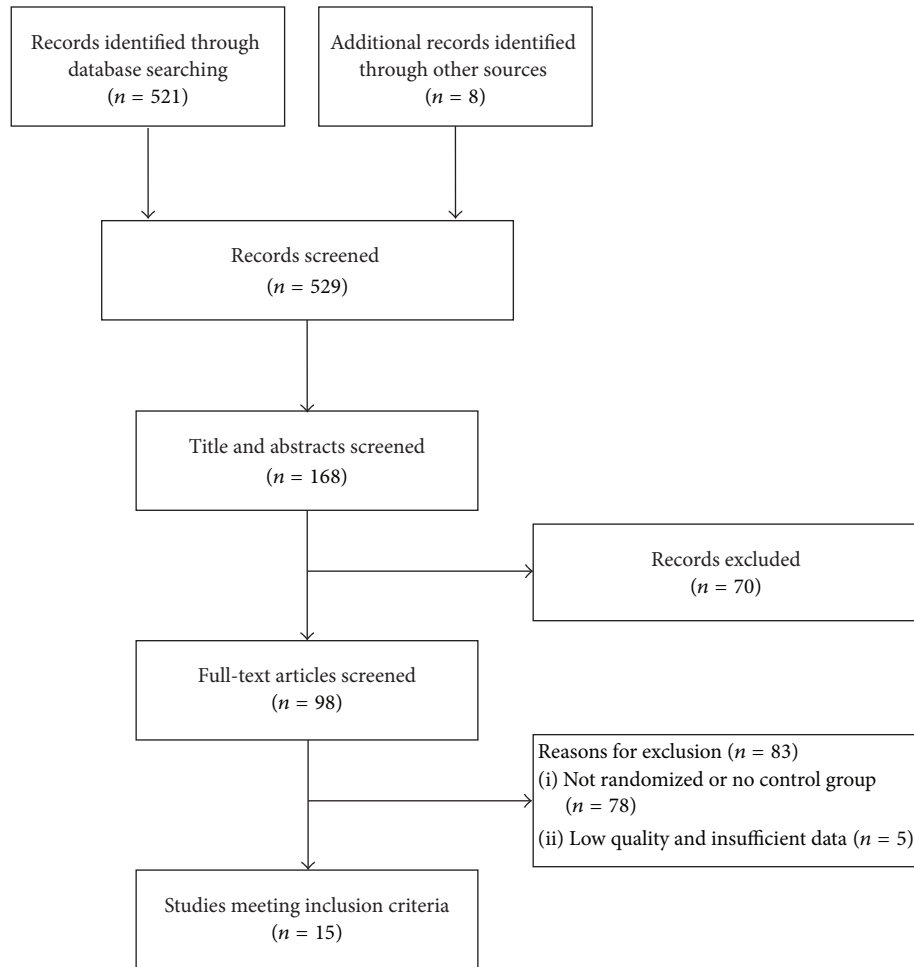 Records identified through
database searching
(n = 521)
Additional records identified
through other sources
(n = 8)
Records screened
(n = 529)
Title and abstracts screened
(n = 168)
Records excluded
(n = 70)
Full-text articles screened
(n = 98)
Reasons for exclusion (n = 83)
(i) Not randomized or no control group
(n = 78)
(ii) Low quality and insufficient data (n = 5)
Studies meeting inclusion criteria
(n = 15)